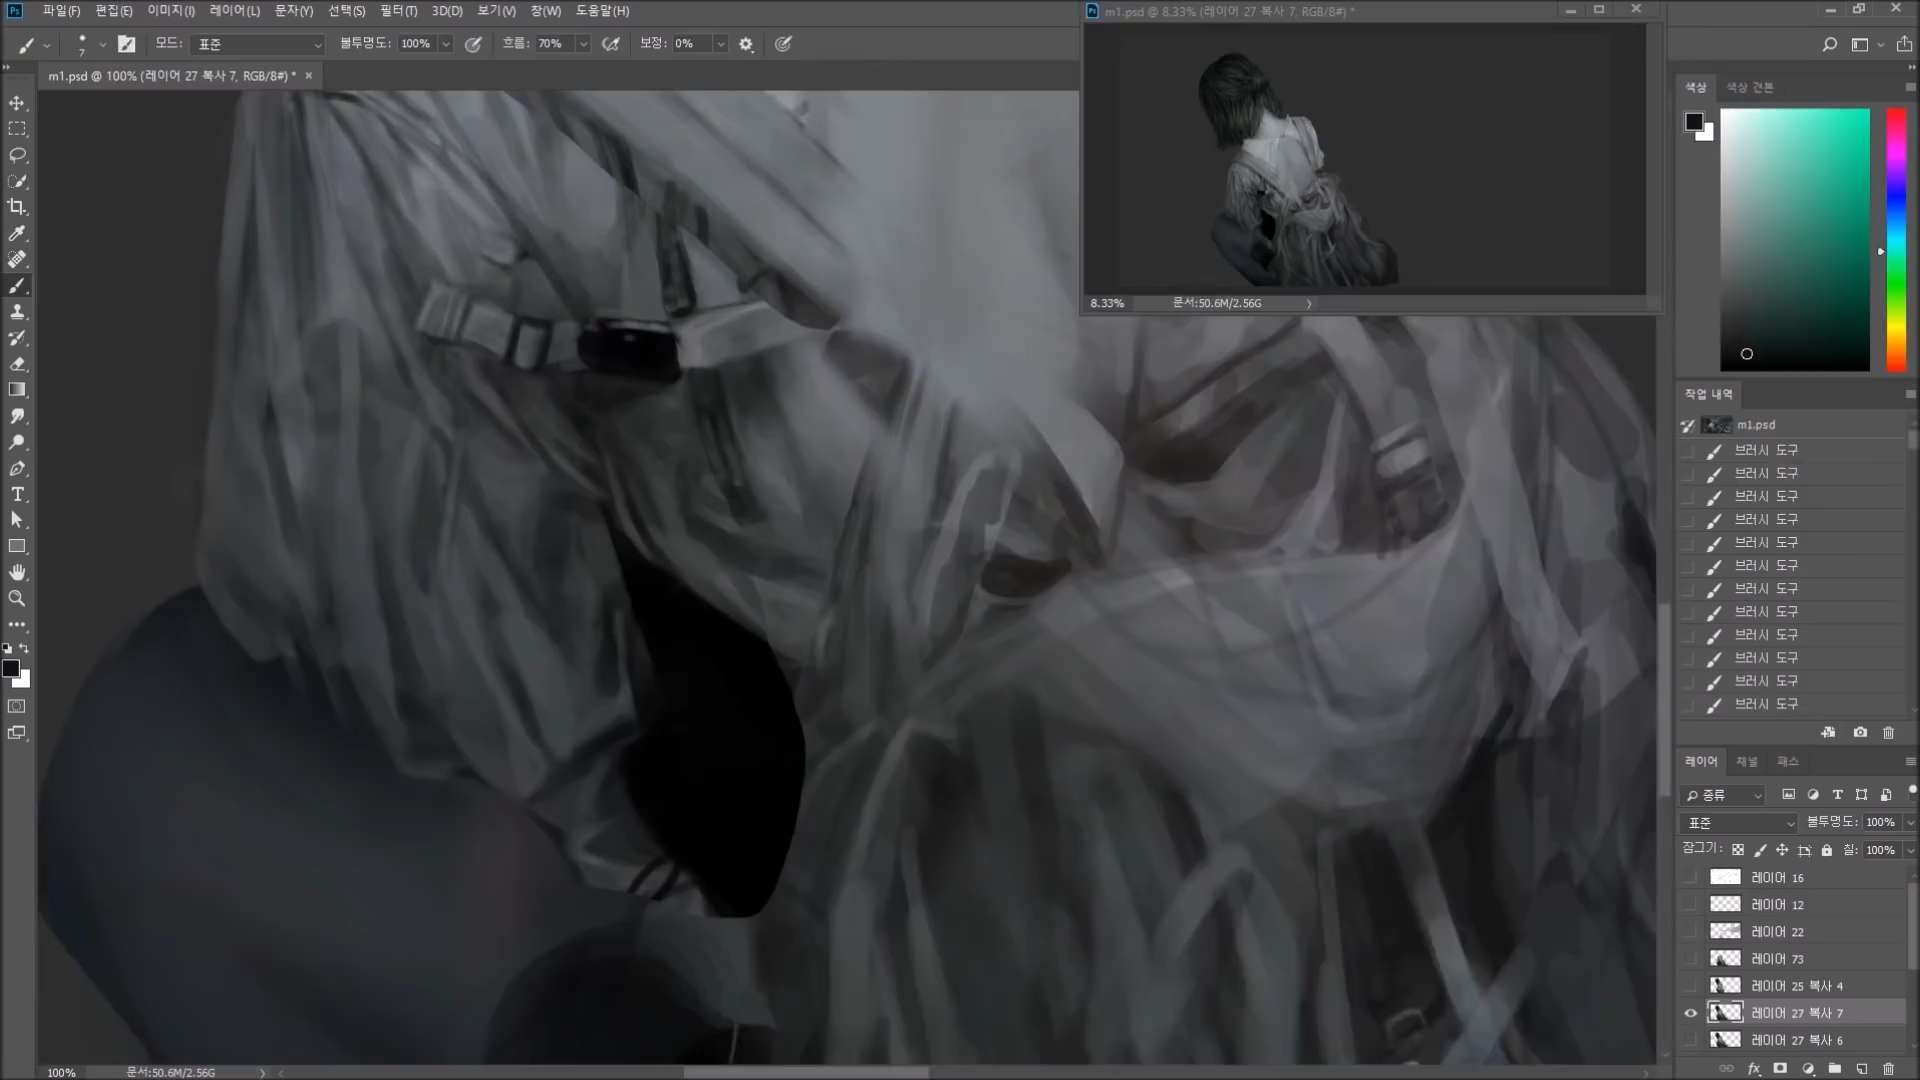 Ps 파일(F) 편집(E) 이미지(I) 레이어(L) 문자(Y) 선택(S) 필터(T) 3D(D) 보기(V) 창(W) 도움말(H)
Ps m1.psd @ 8.33% (레이어 27 복사 7, RGB/8#) *
7 모드: 표준 불투명도: 100% 흐름: 70% 보정: 0%
m1.psd @ 100% (레이어 27 복사 7, RGB/8#) * ×
8.33% 문서:50.6M/2.56G
색상 색상 견본
작업 내역
m1.psd
브러시 도구
브러시 도구
브러시 도구
브러시 도구
브러시 도구
브러시 도구
브러시 도구
브러시 도구
브러시 도구
브러시 도구
브러시 도구
브러시 도구
레이어 채널 패스
종류
표준 불투명도: 100%
잠그기: 칠: 100%
레이어 16
레이어 12
레이어 22
레이어 73
레이어 25 복사 4
레이어 27 복사 7
레이어 27 복사 6
fx
100% 문서:50.6M/2.56G